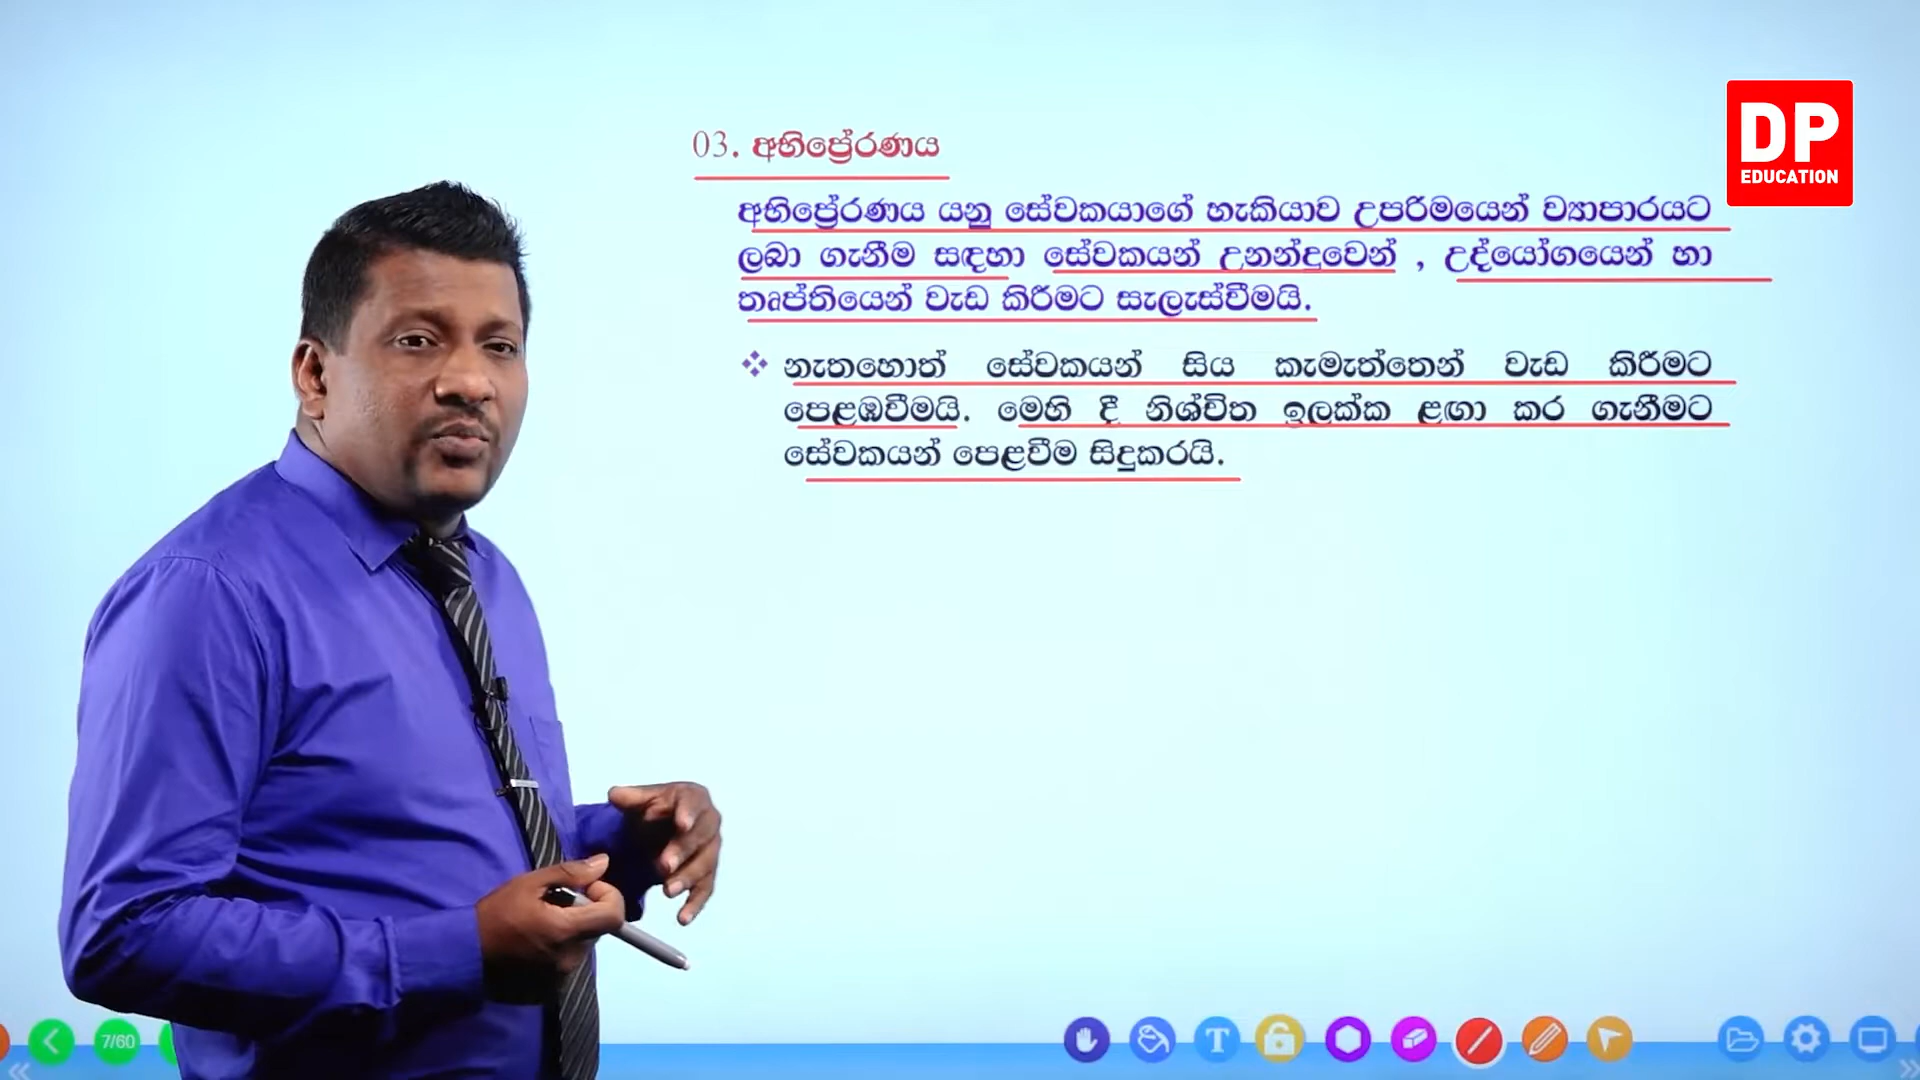 DP
EDUCATION
03. අභිප්‍රේරණය
අභිප්‍රේරණය යනු සේවකයාගේ හැකියාව උපරිමයෙන් ව්‍යාපාරයට
ලබා ගැනීම සඳහා සේවකයන් උනන්දුවෙන් , උද්යෝගයෙන් හා
තෘප්තියෙන් වැඩ කිරීමට සැලැස්වීමයි.
❖ නැතහොත් සේවකයන් සිය කැමැත්තෙන් වැඩ කිරීමට
පෙළඹවීමයි. මෙහි දී නිශ්චිත ඉලක්ක ළඟා කර ගැනීමට
සේවකයන් පෙළවීම සිදුකරයි.
7/60
T